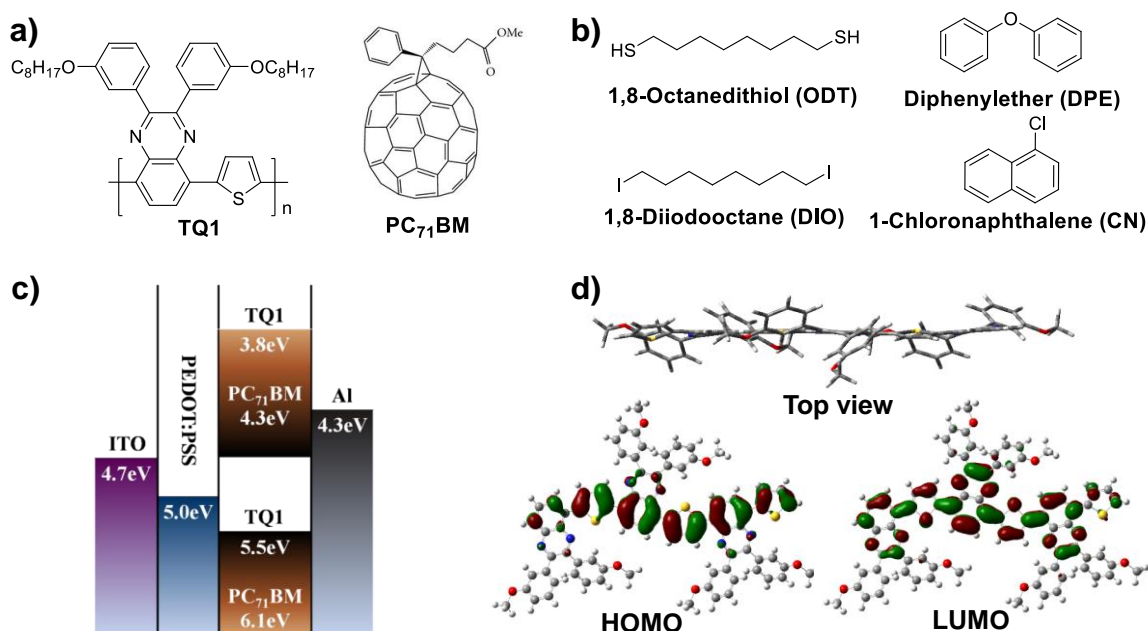 a)
C₈H₁₇O
OC₈H₁₇
N
N
S
n
TQ1
OMe
O
PC₇₁BM
b)
HS
SH
1,8-Octanedithiol (ODT)
O
Diphenylether (DPE)
I
I
1,8-Diiodooctane (DIO)
Cl
1-Chloronaphthalene (CN)
c)
ITO
4.7eV
PEDOT:PSS
5.0eV
TQ1
3.8eV
PC₇₁BM
4.3eV
TQ1
5.5eV
PC₇₁BM
6.1eV
Al
4.3eV
d)
Top view
HOMO
LUMO